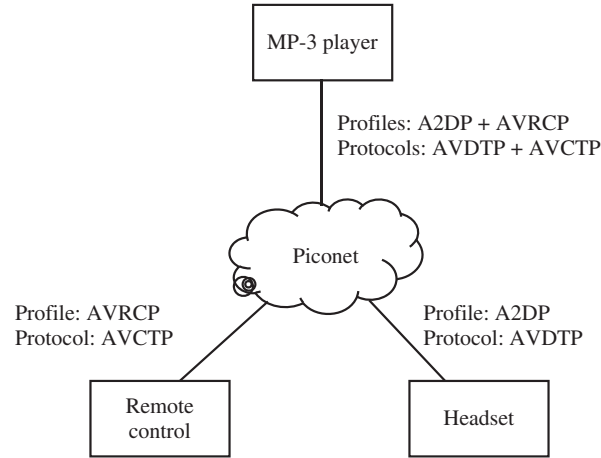 MP-3 player
Profiles: A2DP + AVRCP
Protocols: AVDTP + AVCTP
Piconet
Profile: AVRCP
Protocol: AVCTP
Profile: A2DP
Protocol: AVDTP
Remote
control
Headset